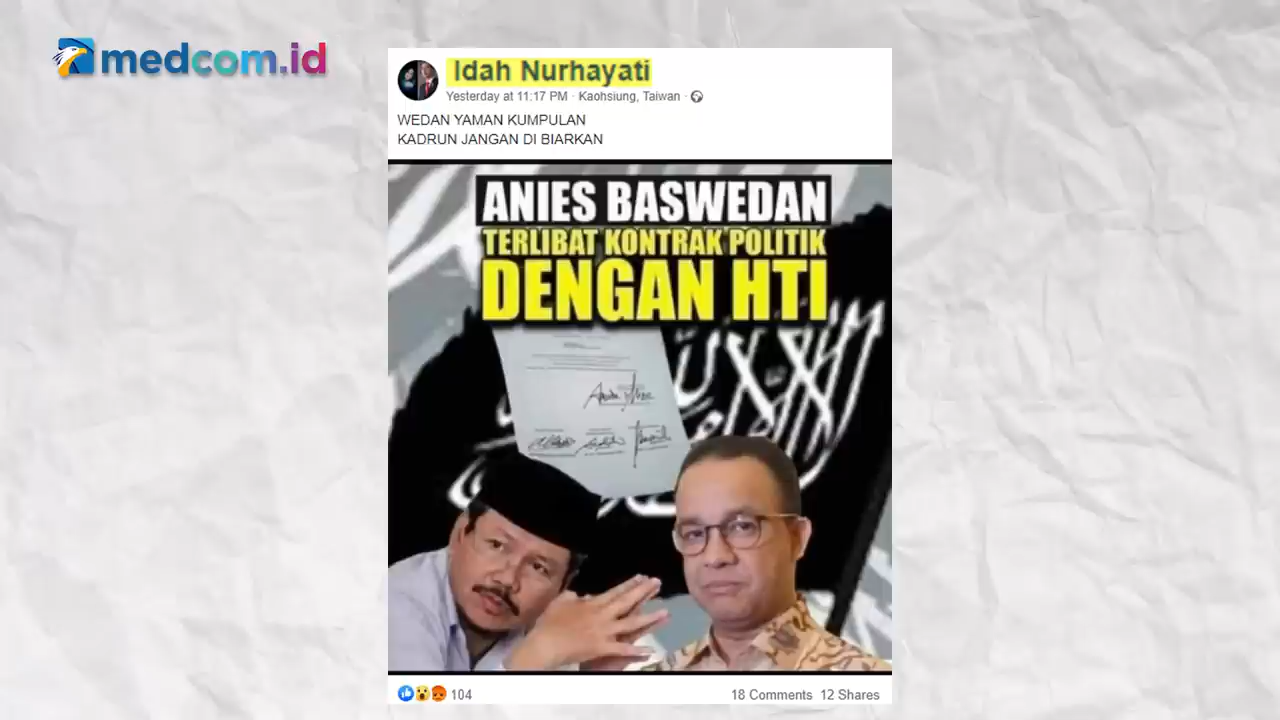 medcom.id
Idah Nurhayati
Yesterday at 11:17 PM · Kaohsiung, Taiwan ·
WEDAN YAMAN KUMPULAN
KADRUN JANGAN DI BIARKAN
ANIES BASWEDAN
TERLIBAT KONTRAK POLITIK
DENGAN HTI
104
18 Comments 12 Shares